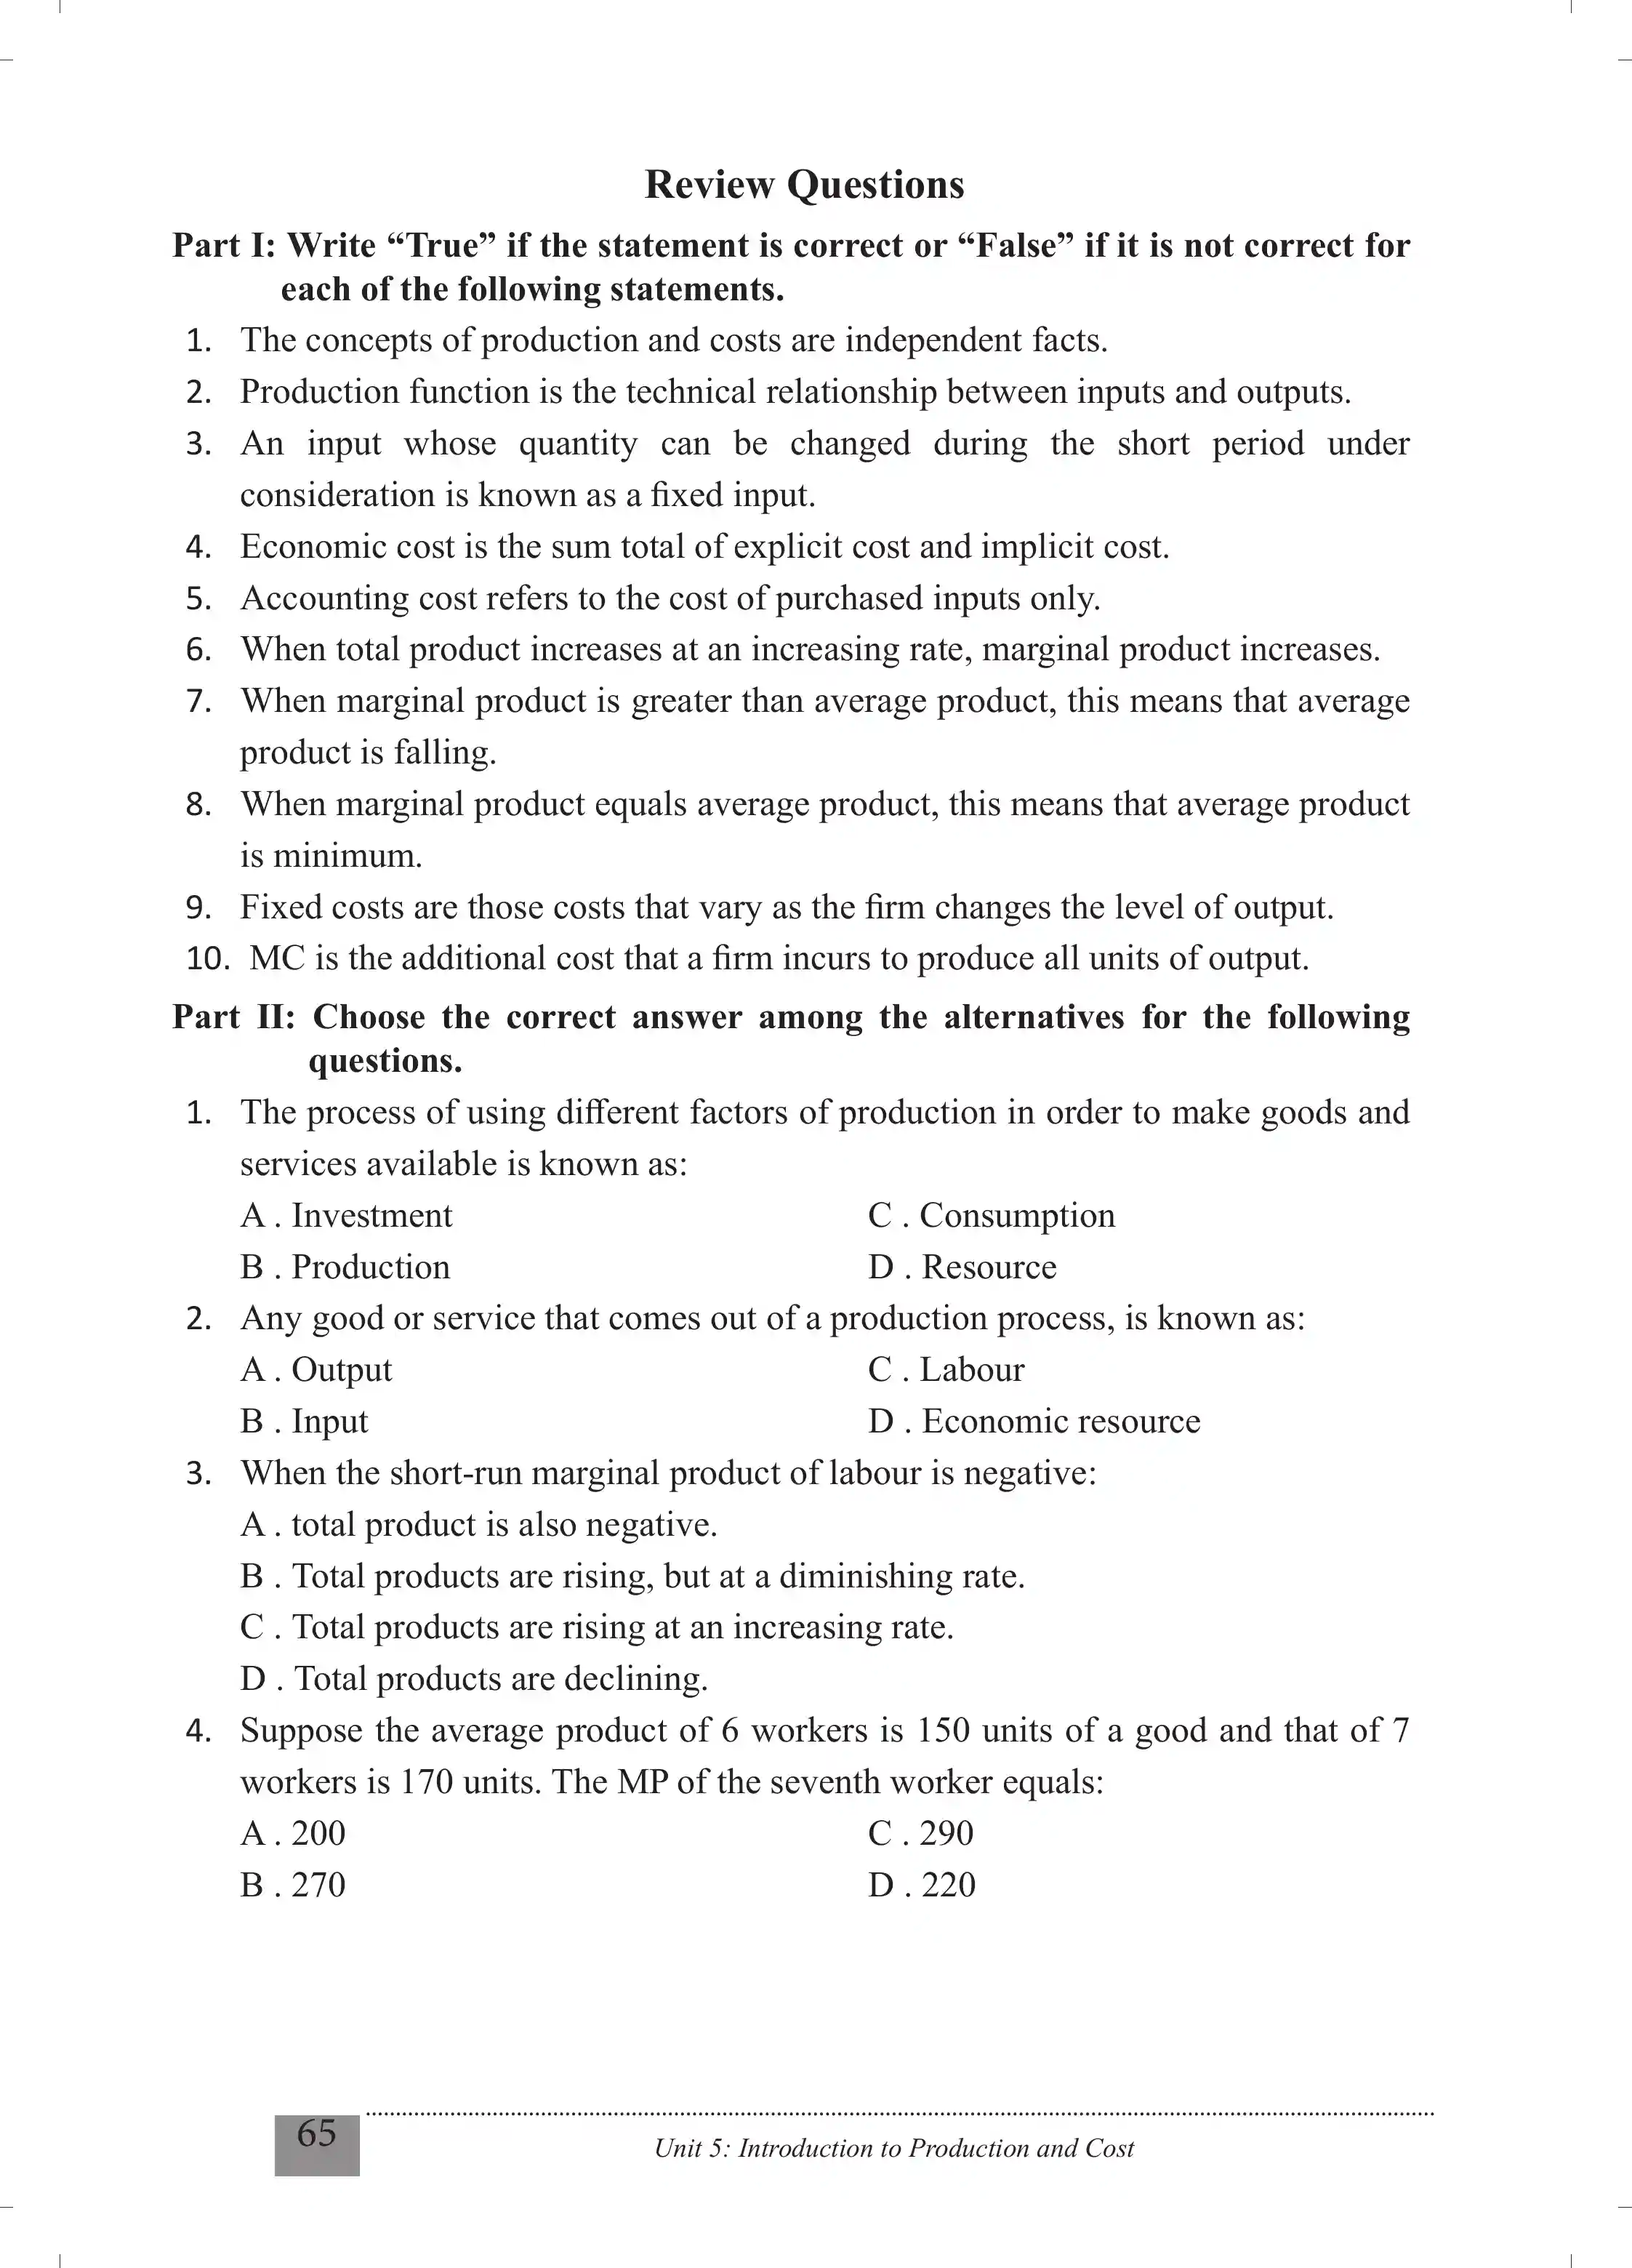 Review Questions
Part I: Write “True” if the statement is correct or “False” if it is not correct for
each of the following statements.
1. The concepts of production and costs are independent facts.
2. Production function is the technical relationship between inputs and outputs.
3. An input whose quantity can be changed during the short period under
consideration is known as a fixed input.
4. Economic cost is the sum total of explicit cost and implicit cost.
5. Accounting cost refers to the cost of purchased inputs only.
6. When total product increases at an increasing rate, marginal product increases.
7. When marginal product is greater than average product, this means that average
product is falling.
8. When marginal product equals average product, this means that average product
is minimum.
9. Fixed costs are those costs that vary as the firm changes the level of output.
10. MC is the additional cost that a firm incurs to produce all units of output.
Part II: Choose the correct answer among the alternatives for the following
questions.
1. The process of using different factors of production in order to make goods and
services available is known as:
A . Investment C . Consumption
B . Production D . Resource
2. Any good or service that comes out of a production process, is known as:
A . Output C . Labour
B . Input D . Economic resource
3. When the short-run marginal product of labour is negative:
A . total product is also negative.
B . Total products are rising, but at a diminishing rate.
C . Total products are rising at an increasing rate.
D . Total products are declining.
4. Suppose the average product of 6 workers is 150 units of a good and that of 7
workers is 170 units. The MP of the seventh worker equals:
A . 200 C . 290
B . 270 D . 220
65
Unit 5: Introduction to Production and Cost